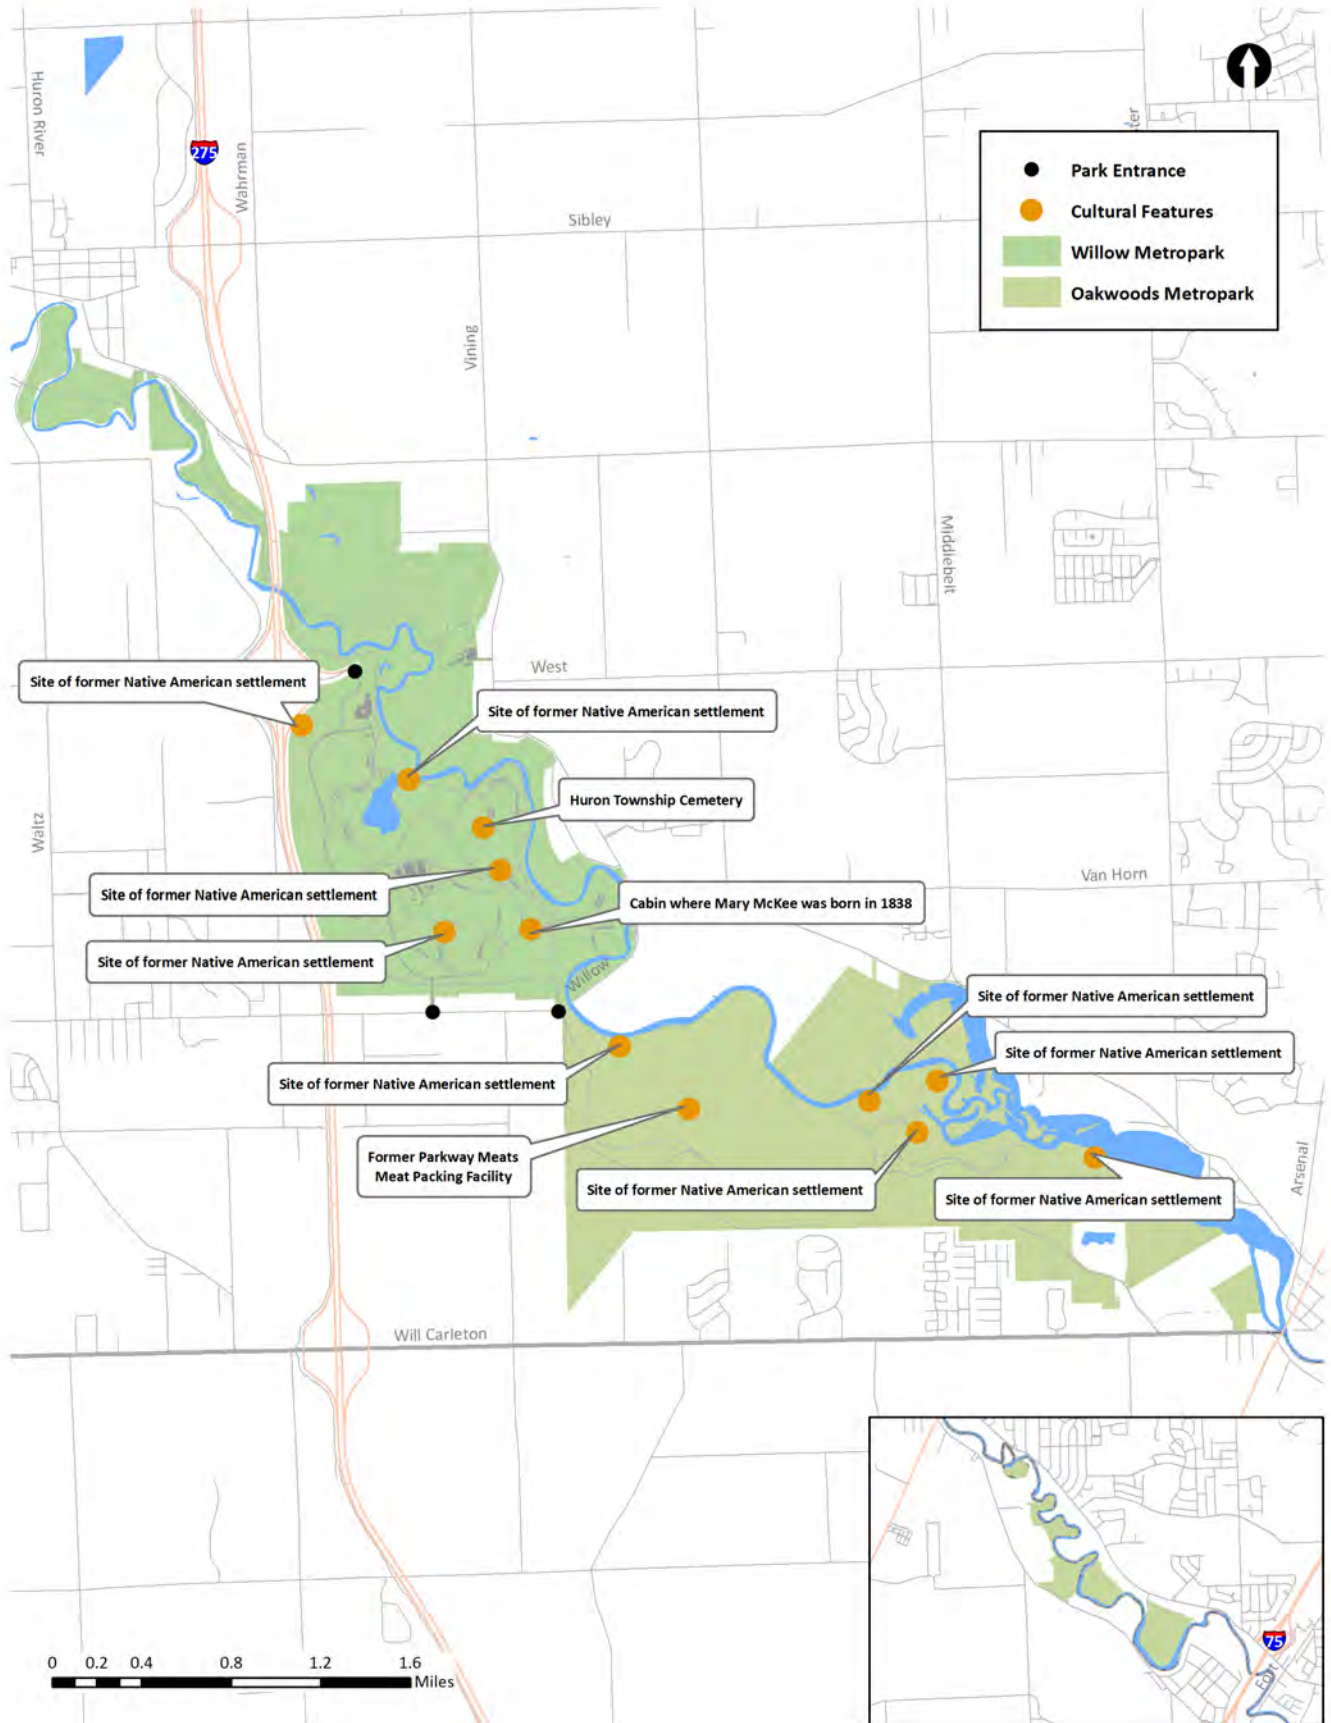 Huron River
275
Wahrman
ter
Park Entrance
Cultural Features
Willow Metropark
Oakwoods Metropark
Sibley
Vining
Middlebelt
West
Site of former Native American settlement
Site of former Native American settlement
Huron Township Cemetery
Waltz
Van Horn
Site of former Native American settlement
Cabin where Mary McKee was born in 1838
Site of former Native American settlement
Willow
Site of former Native American settlement
Site of former Native American settlement
Site of former Native American settlement
Former Parkway Meats
Meat Packing Facility
Site of former Native American settlement
Site of former Native American settlement
Arsenal
Will Carleton
75
Fort
0 0.2 0.4 0.8 1.2 1.6
Miles